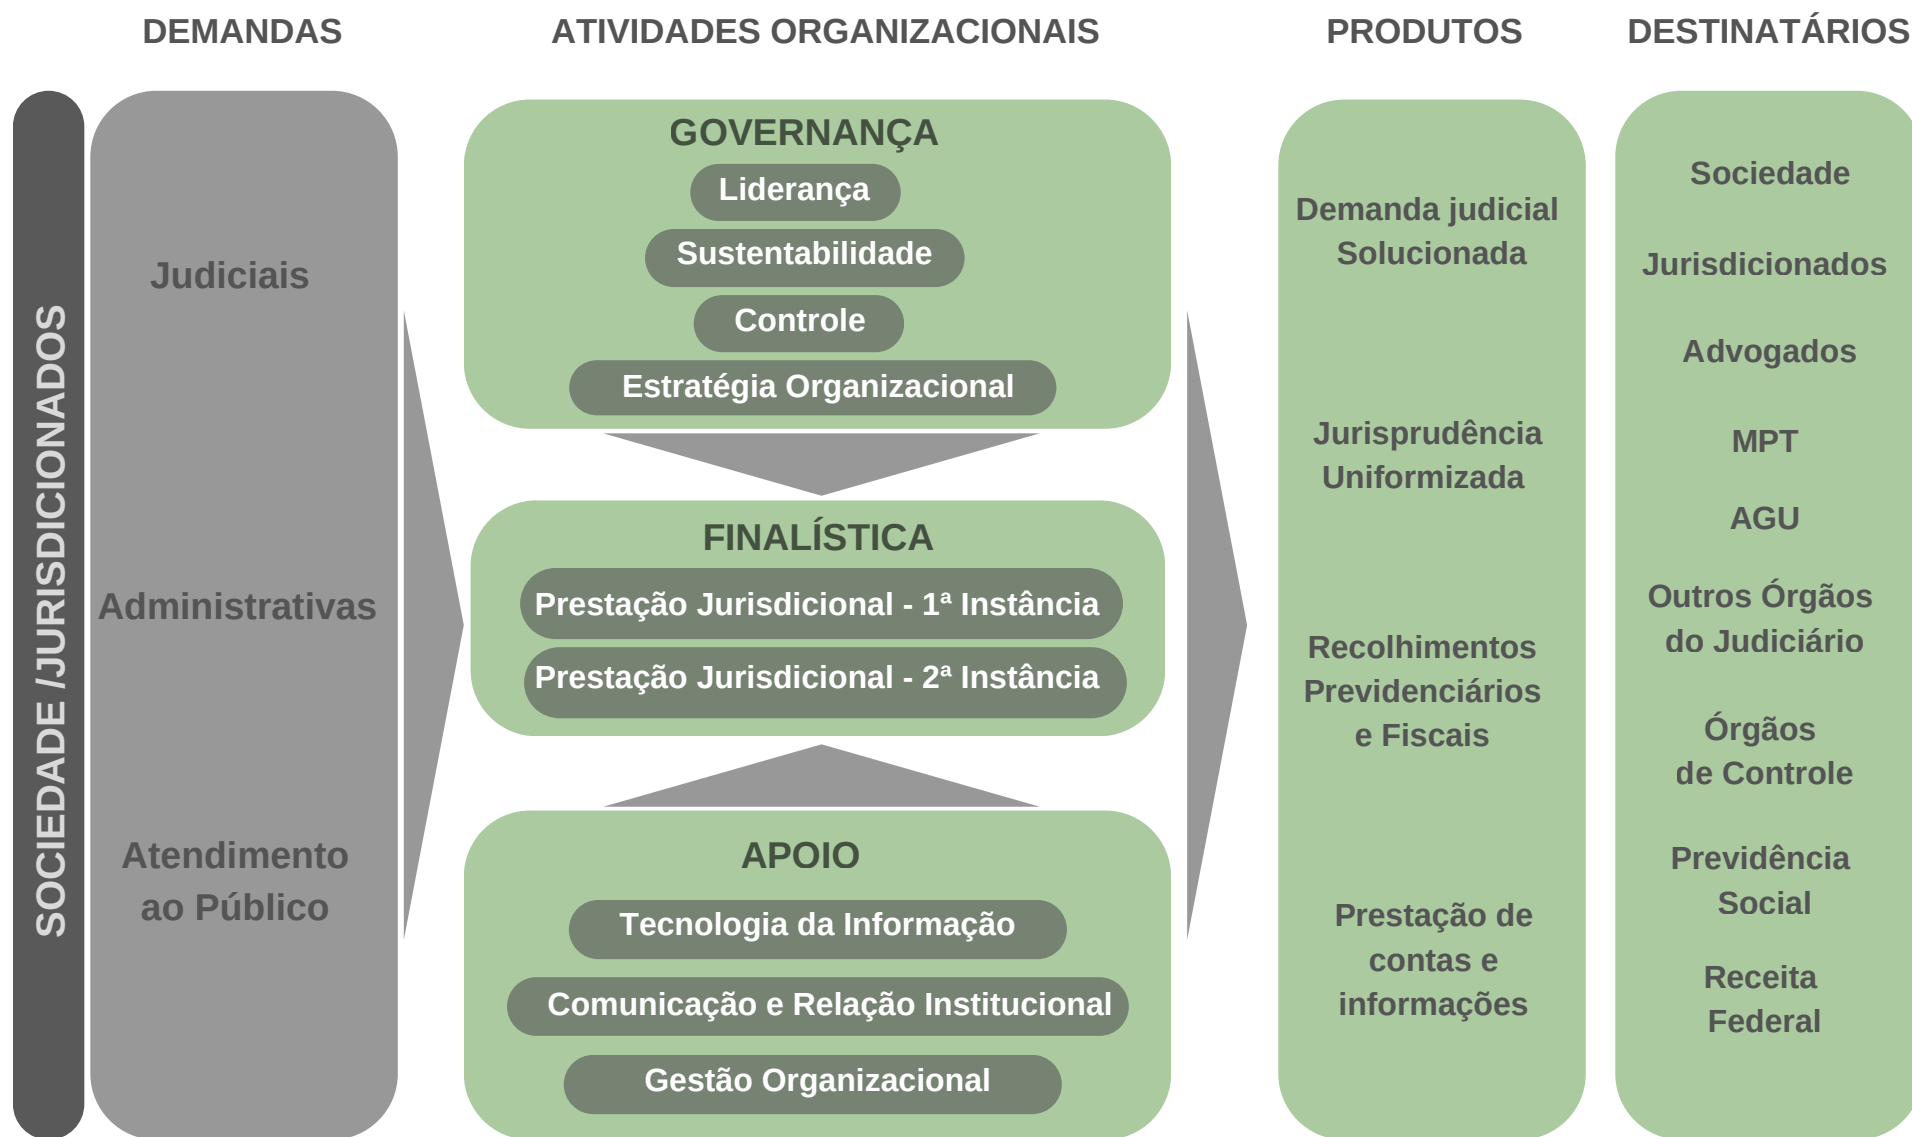 DEMANDAS
ATIVIDADES ORGANIZACIONAIS
PRODUTOS
DESTINATÁRIOS
SOCIEDADE /JURISDICIONADOS
Judiciais
Administrativas
Atendimento
ao Público
GOVERNANÇA
Liderança
Sustentabilidade
Controle
Estratégia Organizacional
FINALÍSTICA
Prestação Jurisdicional - 1ª Instância
Prestação Jurisdicional - 2ª Instância
APOIO
Tecnologia da Informação
Comunicação e Relação Institucional
Gestão Organizacional
Demanda judicial
Solucionada
Jurisprudência
Uniformizada
Recolhimentos
Previdenciários
e Fiscais
Prestação de
contas e
informações
Sociedade
Jurisdicionados
Advogados
MPT
AGU
Outros Órgãos
do Judiciário
Órgãos
de Controle
Previdência
Social
Receita
Federal